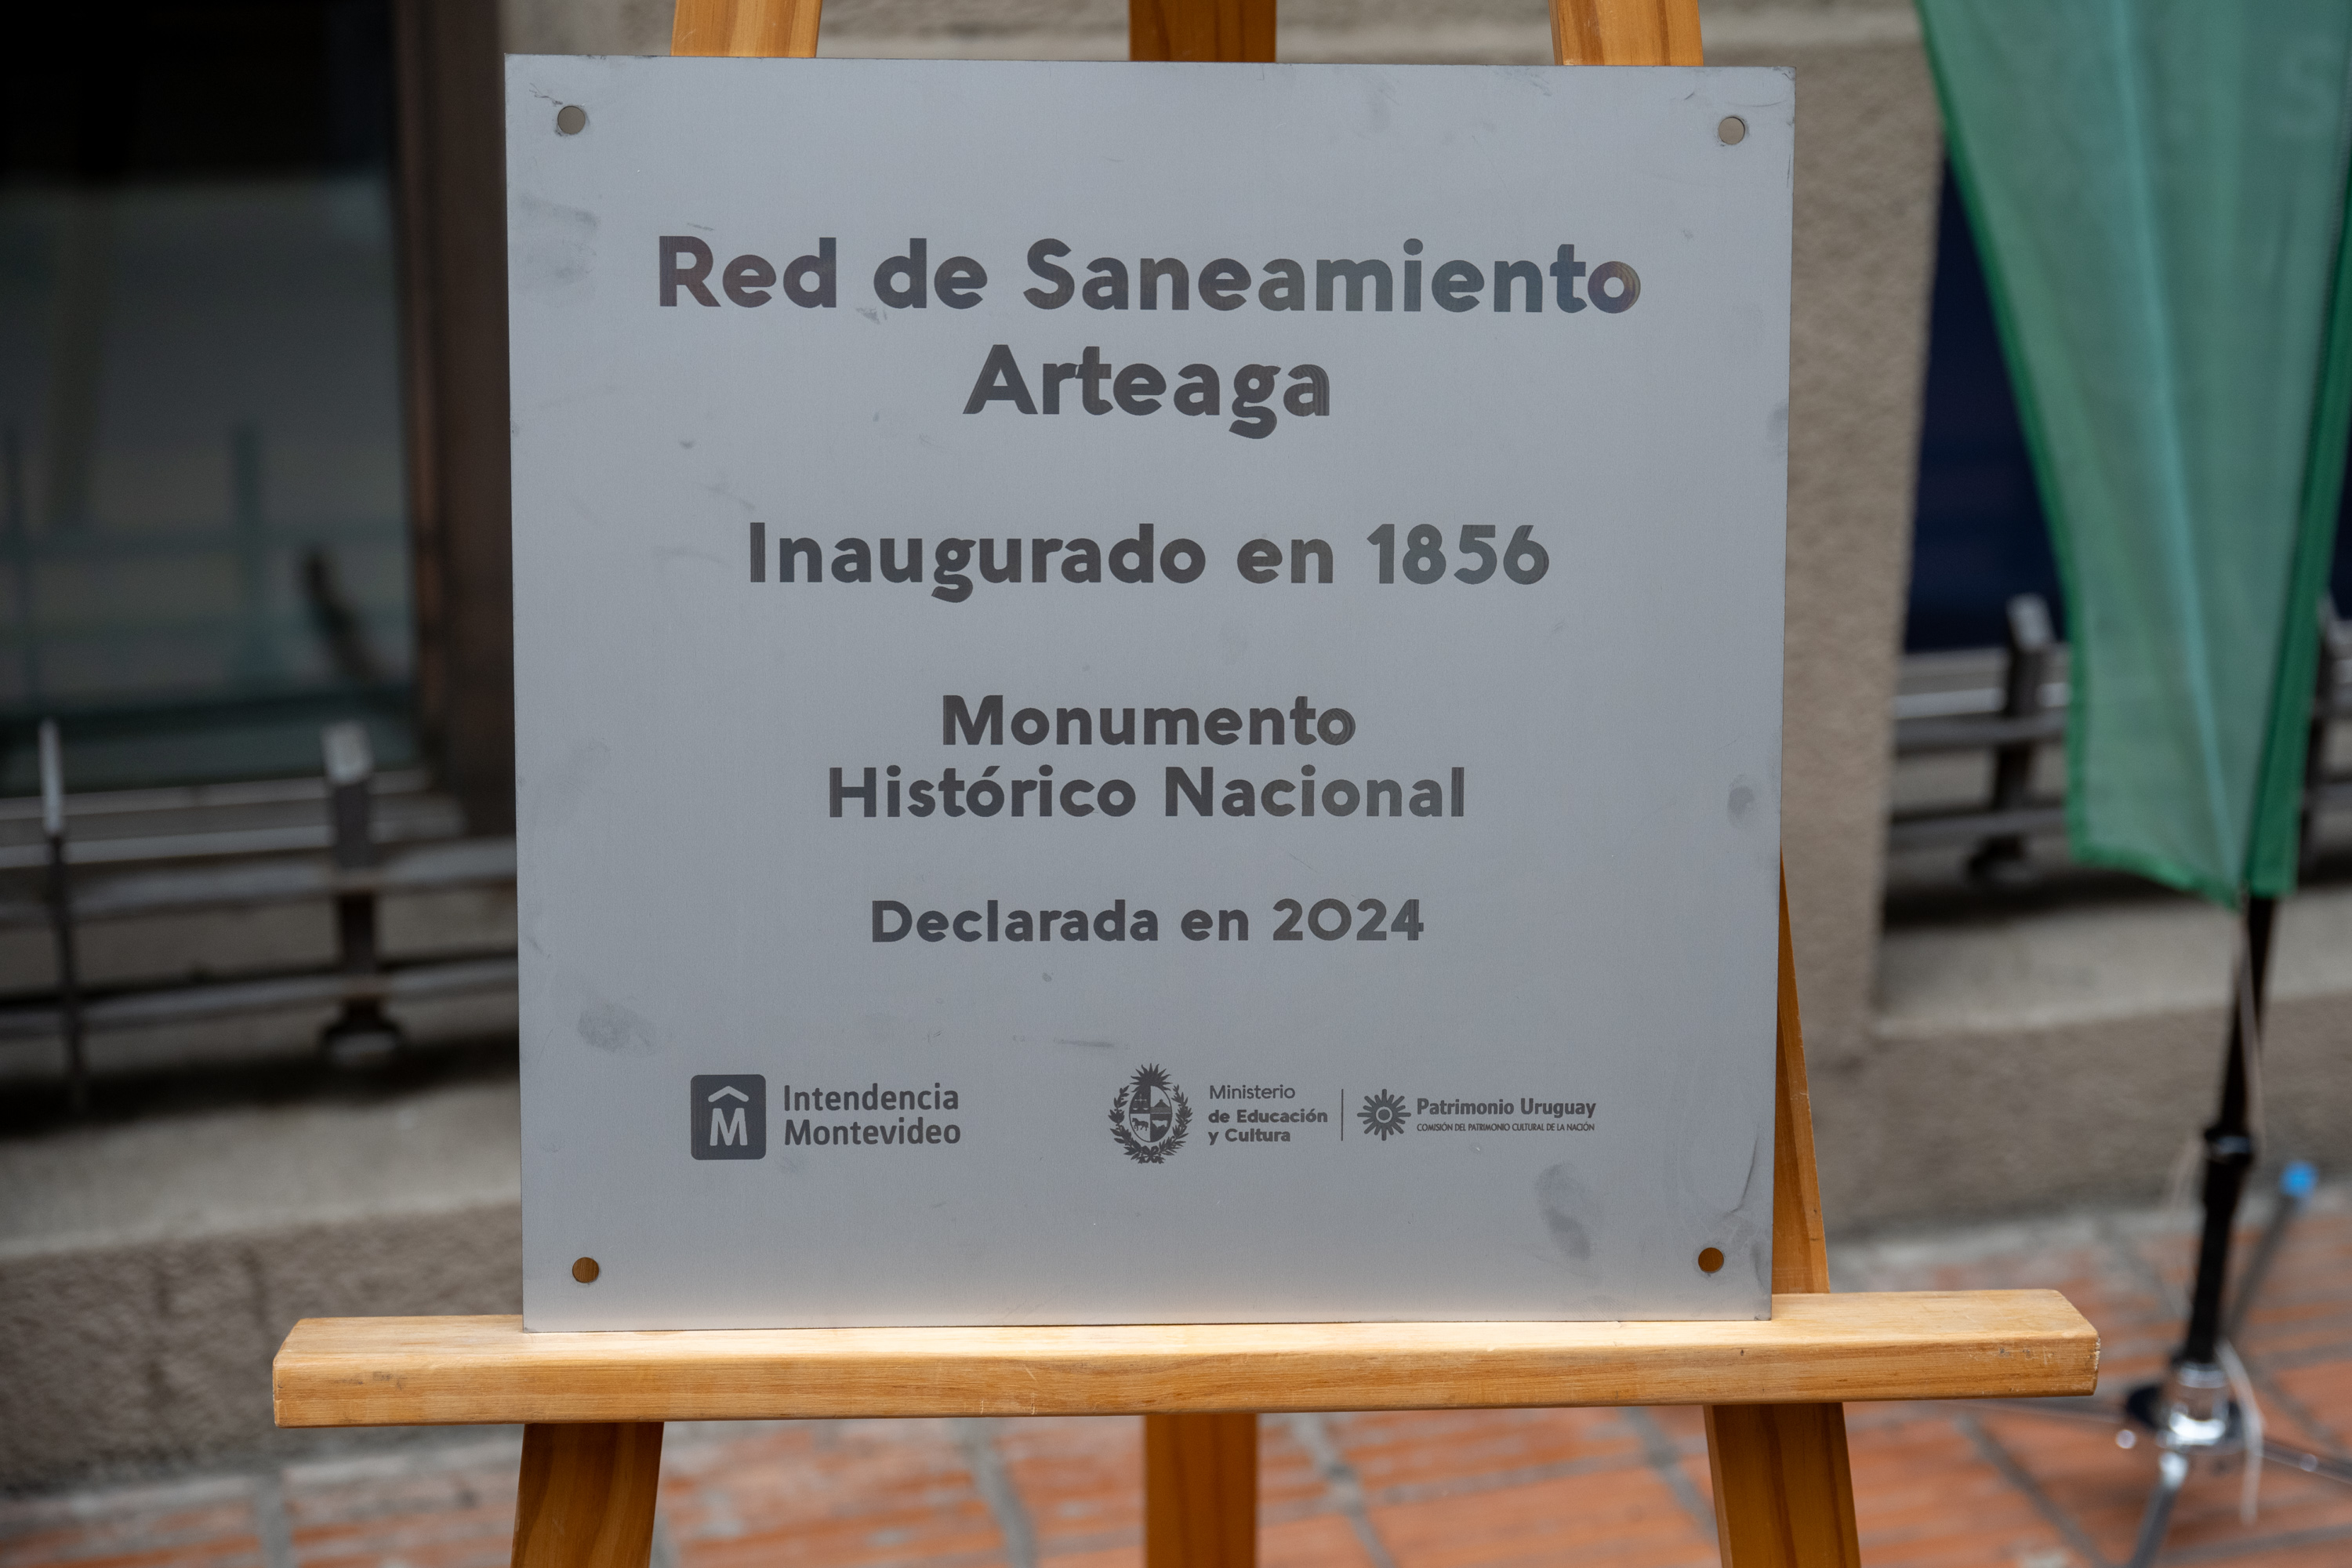 Red de Saneamiento
Arteaga
Inaugurado en 1856
Monumento
Histórico Nacional
Declarada en 2024
M
Intendencia
Montevideo
Ministerio
de Educación
y Cultura
Patrimonio Uruguay
COMISIÓN DEL PATRIMONIO CULTURAL DE LA NACIÓN